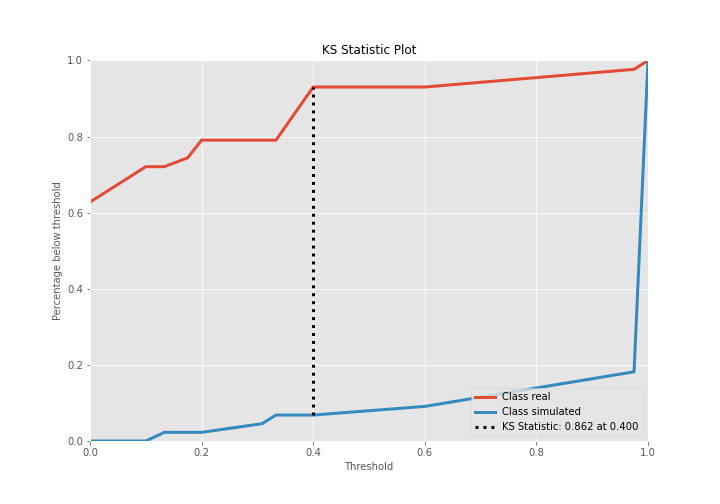 KS Statistic Plot
Percentage below threshold
1.0
0.8
0.6
0.4
0.2
0.0
Class real
Class simulated
KS Statistic: 0.862 at 0.400
0.0 0.2 0.4 0.6 0.8 1.0
Threshold